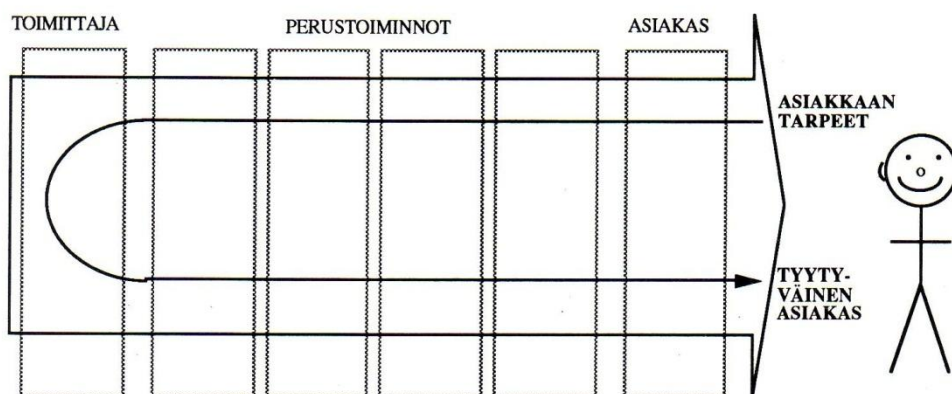 TOIMITTAJA PERUSTOIMINNOT ASIAKAS
ASIAKKAAN
TARPEET
TYYTY-
VÄINEN
ASIAKAS